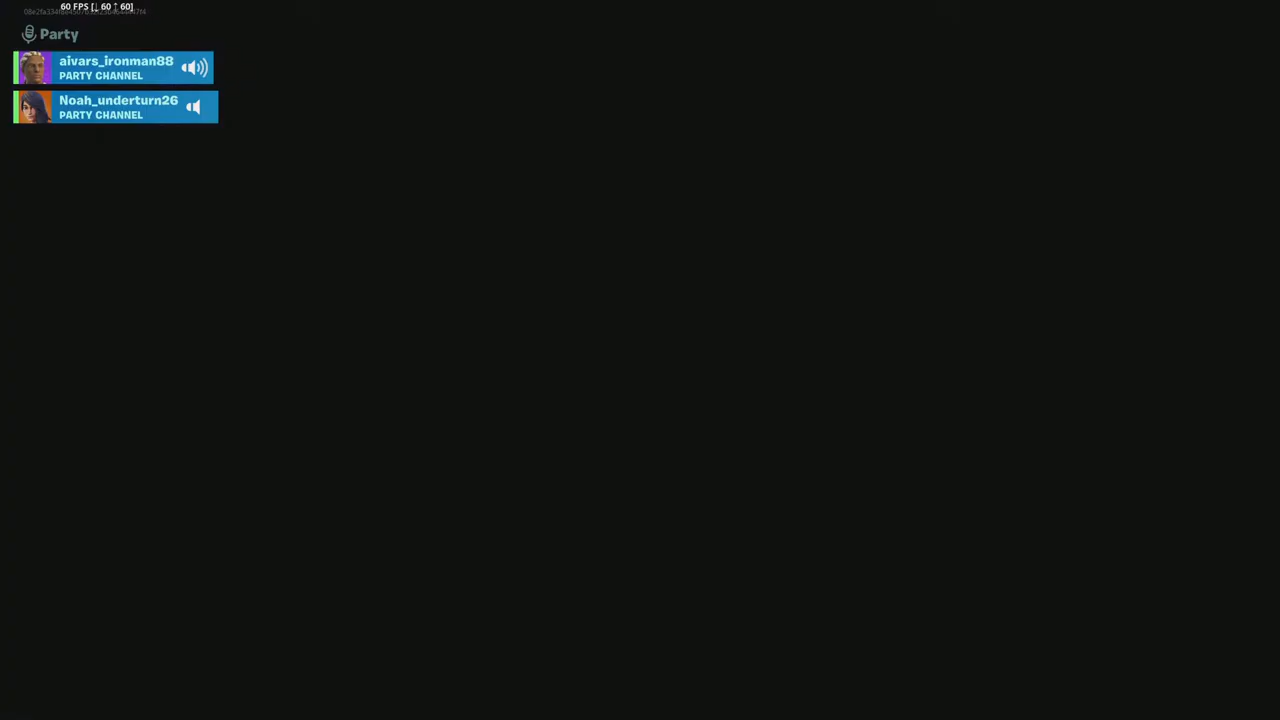 60 FPS [↓ 60 ↑ 60]
Party
aivars_ironman88
PARTY CHANNEL
Noah_underturn26
PARTY CHANNEL